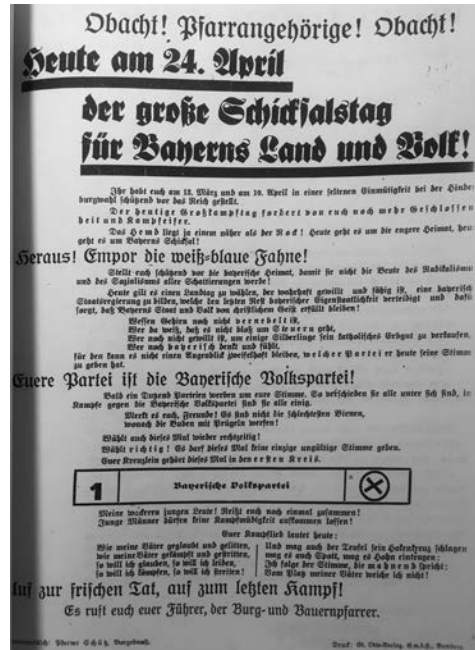 Obacht! Pfarrangehörige! Obacht!
Heute am 24. April
der große Schicksalstag
für Bayerns Land und Volk!
Ihr habt euch am 13. März und am 10. April in einer seltenen Einmütigkeit bei der Hinde
burgwahl schützend vor das Reich gestellt.
Der heutige Großkampftag fordert von euch noch mehr Geschlossen
heit und Kampfeifer.
Das Hemd liegt ja einem näher als der Rock! Heute geht es um die engere Heimat, heu
geht es um Bayerns Schicksal!
Heraus! Empor die weiß=blaue Fahne!
Stellt euch schützend vor die bayerische Heimat, damit sie nicht die Beute des Radikalismu
und des Sozialismus aller Schattierungen werde!
Heute gilt es einen Landtag zu wählen, der wahrhaft gewillt und fähig ist, eine bayerisch
Staatsregierung zu bilden, welche den letzten Rest bayerischer Eigenstaatlichkeit verteidigt und dafü
sorgt, daß Bayerns Staat und Volk von christlichem Geist erfüllt bleiben!
Wessen Gehirn noch nicht vernebelt ist,
Wer da weiß, daß es nicht bloß um Steuern geht,
Wer noch nicht gewillt ist, um einige Silberlinge sein katholisches Erbgut zu verkaufen,
Wer noch bayerisch denkt und fühlt,
für den kann es nicht einen Augenblick zweifelhaft bleiben, welcher Partei er heute seine Stimme
zu geben hat.
Euere Partei ist die Bayerische Volkspartei!
Bald ein Dutzend Parteien werben um eure Stimme. So verschieden sie alle unter sich sind, in
Kampfe gegen die Bayerische Volkspartei sind sie alle einig.
Merkt es euch, Freunde! Es sind nicht die schlechtesten Birnen,
wonach die Buben mit Prügeln werfen!
Wählt auch dieses Mal wieder rechtzeitig!
Wählt richtig! Es darf dieses Mal keine einzige ungültige Stimme geben.
Euer Kreuzlein gehört dieses Mal in den ersten Kreis.
1 Bayerische Volkspartei
Meine wackeren jungen Leute! Reißt euch noch einmal zusammen!
Junge Männer dürfen keine Kampfmüdigkeit aufkommen lassen!
Euer Kampflied lautet heute:
Wie meine Väter geglaubt und gelitten,
wie meine Väter gekämpft und gestritten,
so will ich glauben, so will ich leiden,
so will ich kämpfen, so will ich streiten!
Und mag auch der Teufel sein Hakenkreuz schlagen
mag es auch Spott, mag es Hohn eintragen:
Ich folge der Stimme, die mahnend spricht:
Vom Platz meiner Väter weiche ich nicht!
Auf zur frischen Tat, auf zum letzten Kampf!
Es ruft euch euer Führer, der Burg= und Bauernpfarrer.
Pfarrer Schütz,
Druck: St. Otto=Verlag, Bamberg